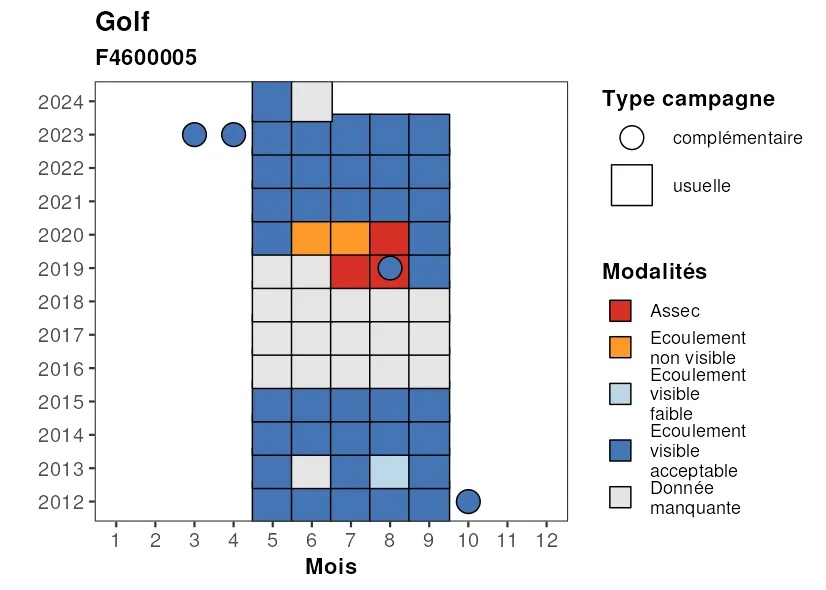 Golf
F4600005
2024
2023
2022
2021
2020
2019
2018
2017
2016
2015
2014
2013
2012
1 2 3 4 5 6 7 8 9 10 11 12
Mois
Type campagne
complémentaire
usuelle
Modalités
Assec
Ecoulement
non visible
Ecoulement
visible
faible
Ecoulement
visible
acceptable
Donnée
manquante